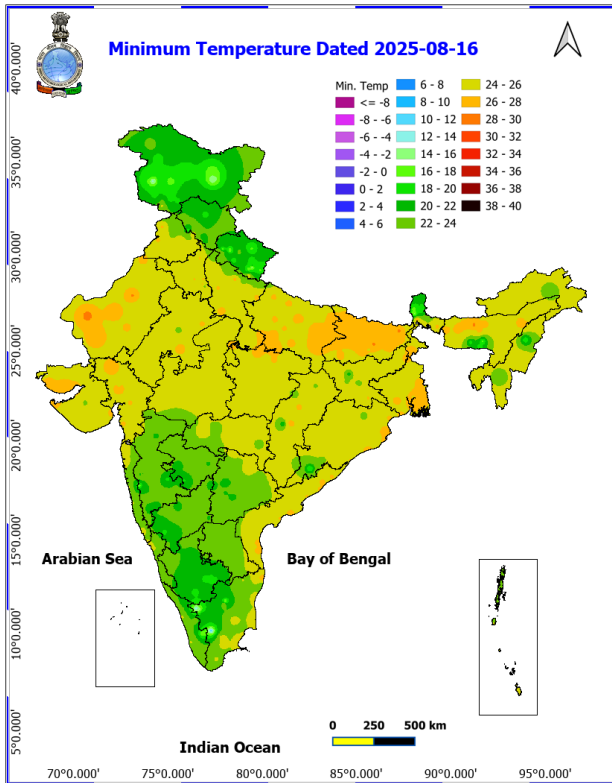 Minimum Temperature Dated 2025-08-16
Min. Temp
<= -8
-8 - -6
-6 - -4
-4 - -2
-2 - 0
0 - 2
2 - 4
4 - 6
6 - 8
8 - 10
10 - 12
12 - 14
14 - 16
16 - 18
18 - 20
20 - 22
22 - 24
24 - 26
26 - 28
28 - 30
30 - 32
32 - 34
34 - 36
36 - 38
38 - 40
40°0.000'
35°0.000'
30°0.000'
25°0.000'
20°0.000'
15°0.000'
10°0.000'
5°0.000'
Arabian Sea
Bay of Bengal
0 250 500 km
Indian Ocean
70°0.000' 75°0.000' 80°0.000' 85°0.000' 90°0.000' 95°0.000'